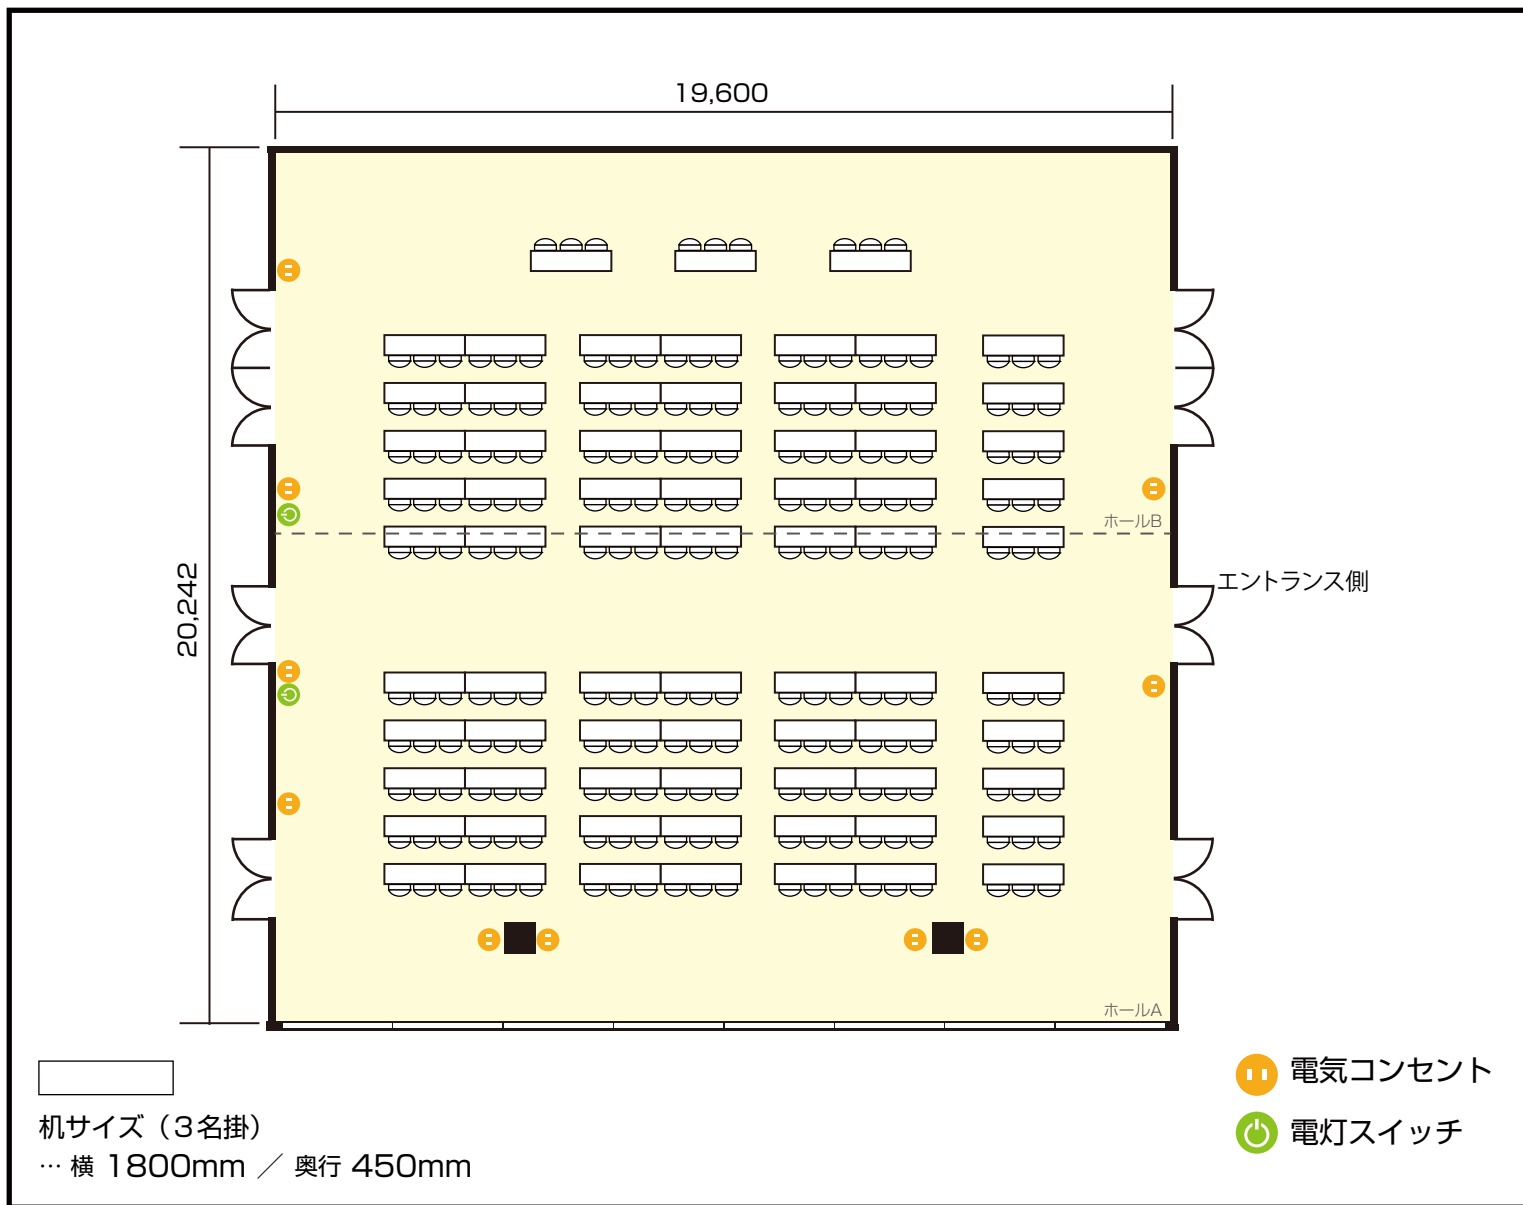 19,600
20,242
ホールB
エントランス側
ホールA
机サイズ（３名掛）
… 横 1800mm ／ 奥行 450mm
電気コンセント
電灯スイッチ